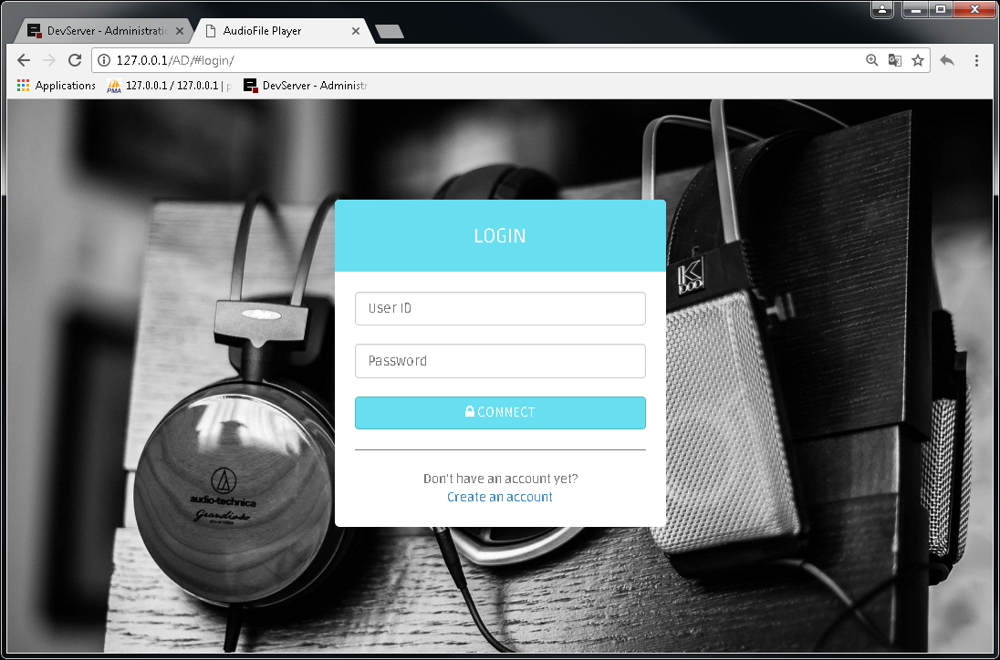 DevServer - Administratio
AudioFile Player
127.0.0.1/AD/#login/
Applications
PMA
127.0.0.1 / 127.0.0.1 | p
DevServer - Administr
LOGIN
User ID
Password
CONNECT
Don't have an account yet?
Create an account
K
POD
audio-technica
Grandioso